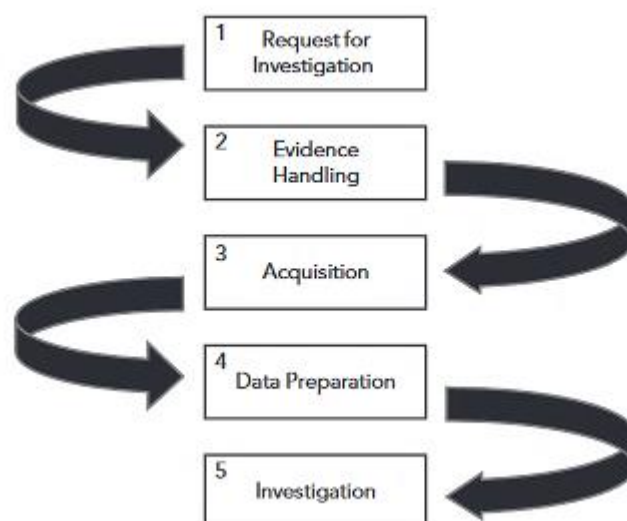 1
Request for
Investigation
2
Evidence
Handling
3
Acquisition
4
Data Preparation
5
Investigation